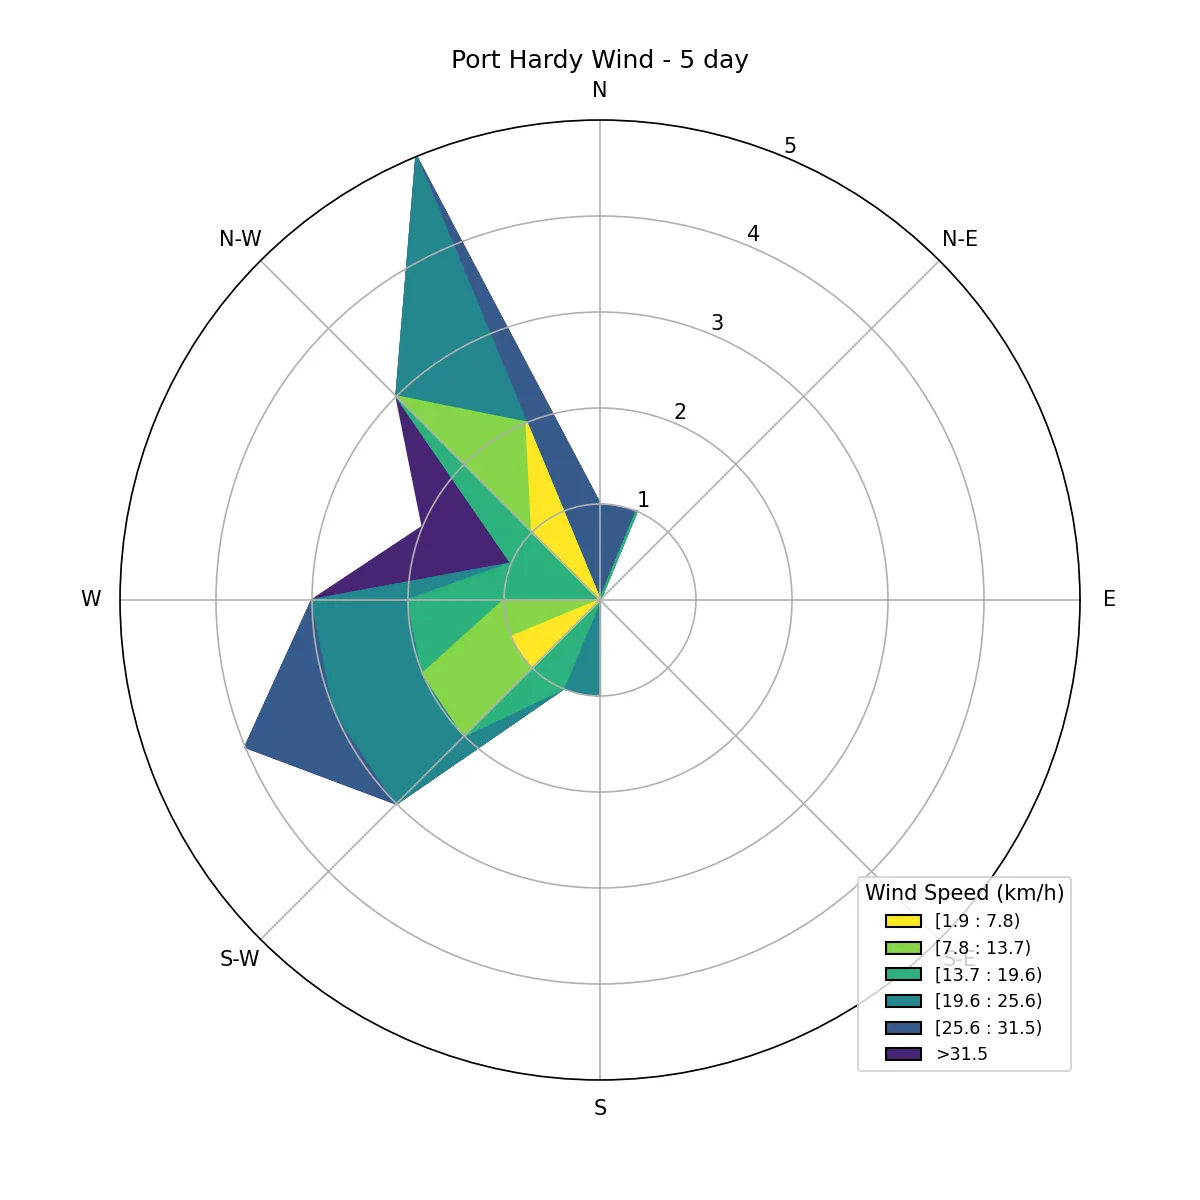 Port Hardy Wind - 5 day
N
5
N-W
N-E
4
3
2
1
W
E
S-W
S-E
S
Wind Speed (km/h)
[1.9 : 7.8)
[7.8 : 13.7)
[13.7 : 19.6)
[19.6 : 25.6)
[25.6 : 31.5)
>31.5